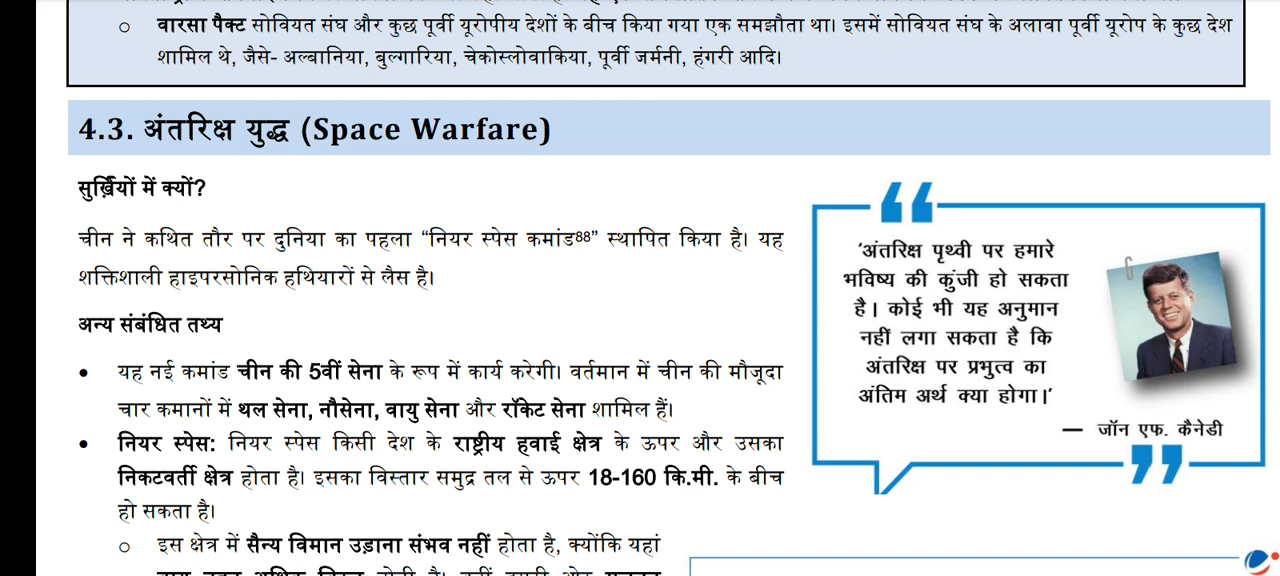 ○ वारसा पैक्ट सोवियत संघ और कुछ पूर्वी यूरोपीय देशों के बीच किया गया एक समझौता था। इसमें सोवियत संघ के अलावा पूर्वी यूरोप के कुछ देश
शामिल थे, जैसे- अल्बानिया, बुल्गारिया, चेकोस्लोवाकिया, पूर्वी जर्मनी, हंगरी आदि।
4.3. अंतरिक्ष युद्ध (Space Warfare)
सुर्ख़ियों में क्यों?
चीन ने कथित तौर पर दुनिया का पहला “नियर स्पेस कमांड88” स्थापित किया है। यह
शक्तिशाली हाइपरसोनिक हथियारों से लैस है।
अन्य संबंधित तथ्य
• यह नई कमांड चीन की 5वीं सेना के रूप में कार्य करेगी। वर्तमान में चीन की मौजूदा
चार कमानों में थल सेना, नौसेना, वायु सेना और रॉकेट सेना शामिल हैं।
• नियर स्पेस: नियर स्पेस किसी देश के राष्ट्रीय हवाई क्षेत्र के ऊपर और उसका
निकटवर्ती क्षेत्र होता है। इसका विस्तार समुद्र तल से ऊपर 18-160 कि.मी. के बीच
हो सकता है।
○ इस क्षेत्र में सैन्य विमान उड़ाना संभव नहीं होता है, क्योंकि यहां
‘अंतरिक्ष पृथ्वी पर हमारे
भविष्य की कुंजी हो सकता
है। कोई भी यह अनुमान
नहीं लगा सकता है कि
अंतरिक्ष पर प्रभुत्व का
अंतिम अर्थ क्या होगा।’
— जॉन एफ. कैनेडी